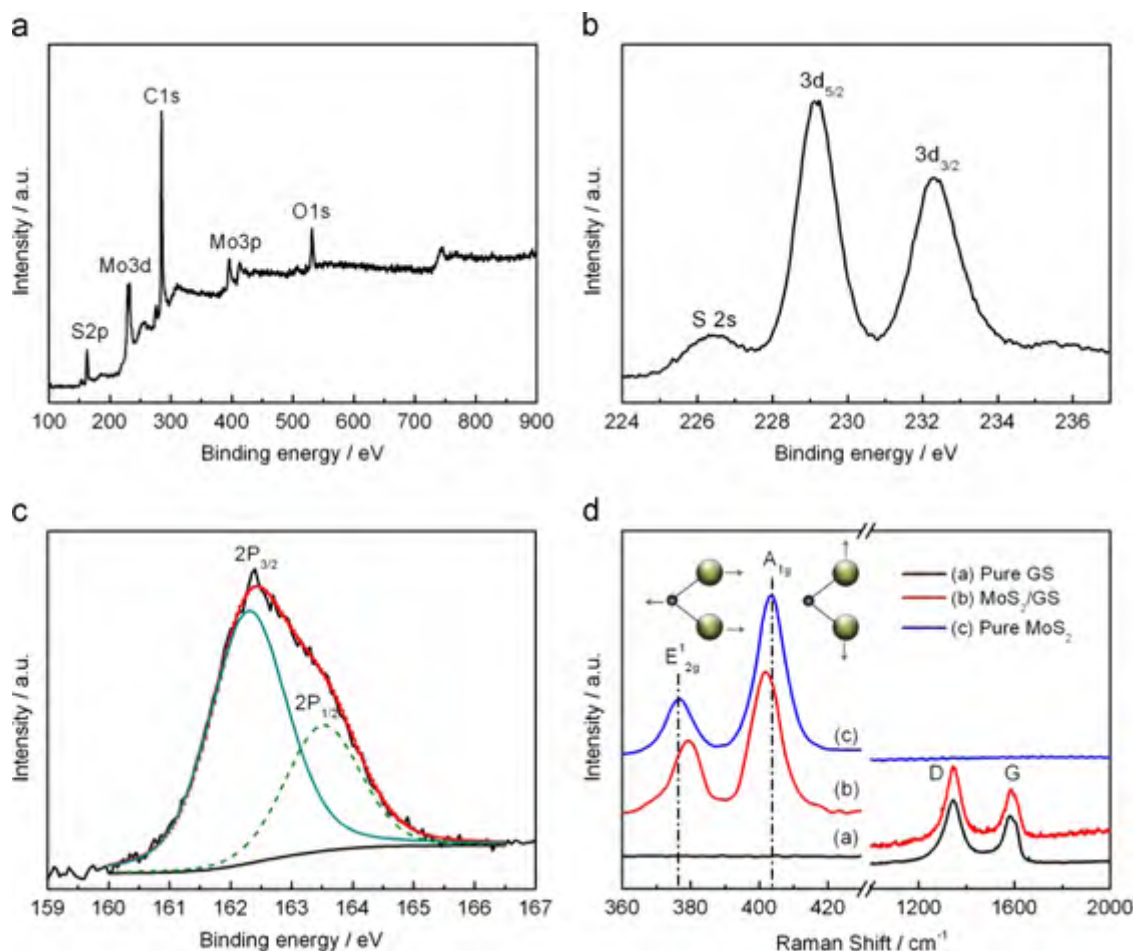 a
C1s
O1s
Mo3p
Mo3d
S2p
Intensity / a.u.
100 200 300 400 500 600 700 800 900
Binding energy / eV
b
3d5/2
3d3/2
S 2s
Intensity / a.u.
224 226 228 230 232 234 236
Binding energy / eV
c
2P3/2
2P1/2
Intensity / a.u.
159 160 161 162 163 164 165 166 167
Binding energy / eV
d
A1g
E12g
(a) Pure GS
(b) MoS2/GS
(c) Pure MoS2
(c)
(b)
(a)
D G
Intensity / a.u.
360 380 400 420 1200 1600 2000
Raman Shift / cm-1